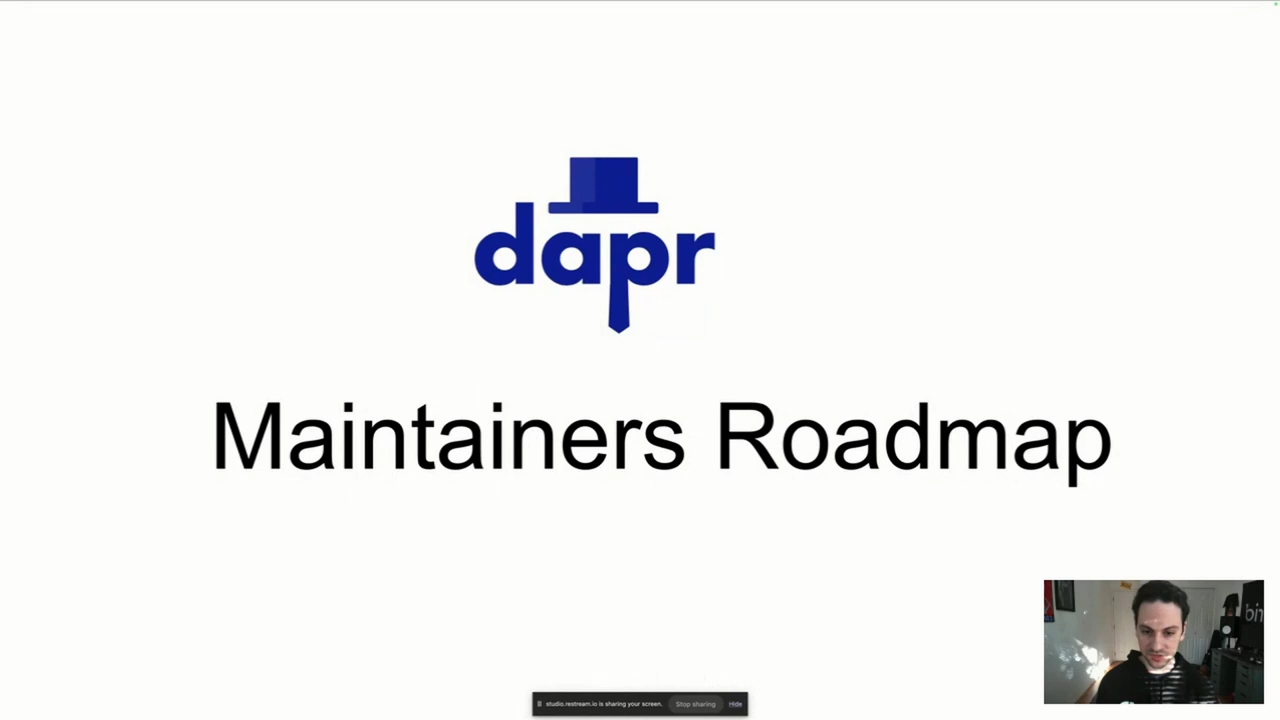 dapr
Maintainers Roadmap
studio.restream.io is sharing your screen. Stop sharing Hide